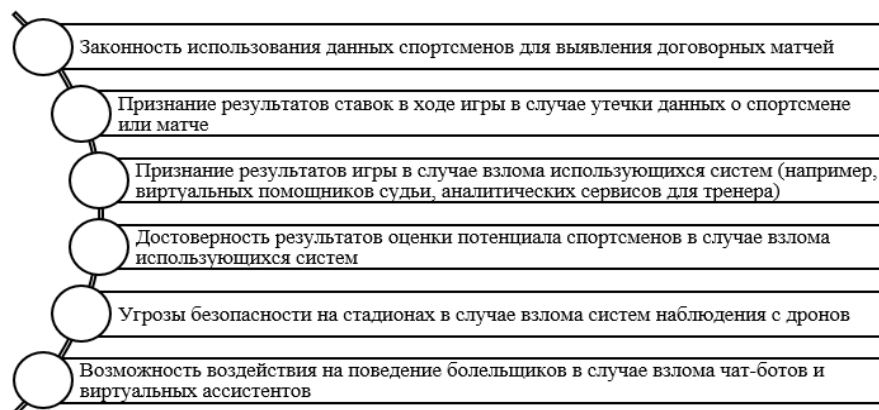 Законность использования данных спортсменов для выявления договорных матчей
Признание результатов ставок в ходе игры в случае утечки данных о спортсмене
или матче
Признание результатов игры в случае взлома использующихся систем (например,
виртуальных помощников судьи, аналитических сервисов для тренера)
Достоверность результатов оценки потенциала спортсменов в случае взлома
использующихся систем
Угрозы безопасности на стадионах в случае взлома систем наблюдения с дронов
Возможность воздействия на поведение болельщиков в случае взлома чат-ботов и
виртуальных ассистентов